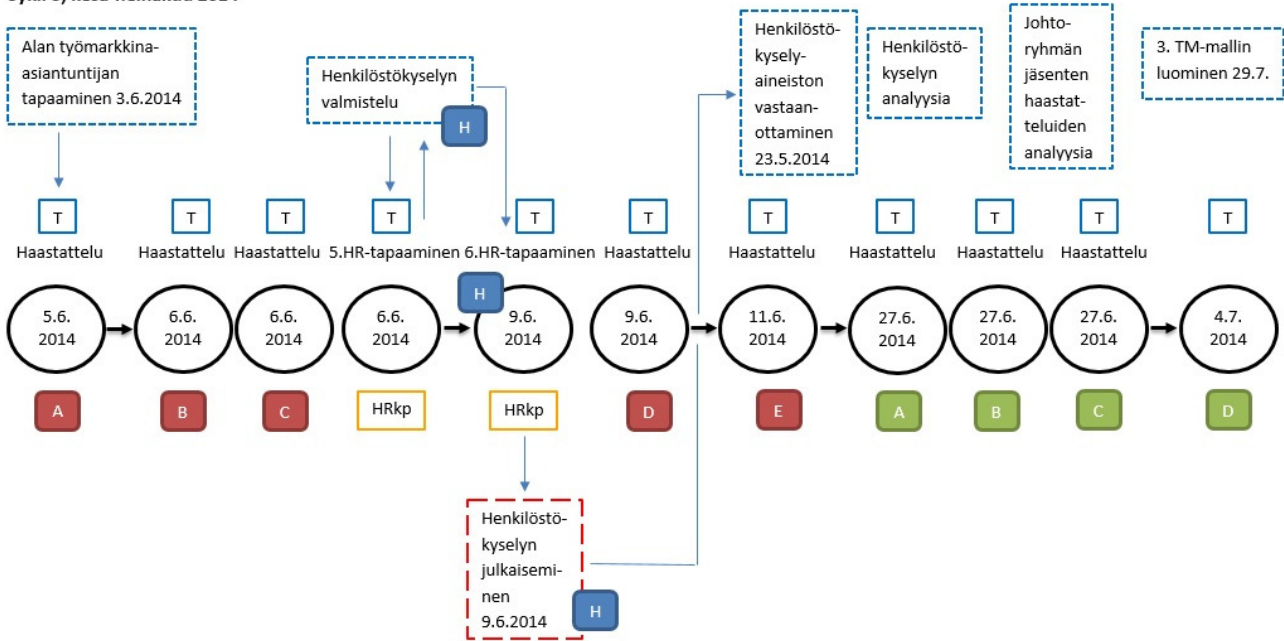 Alan työmarkkina-
asiantuntijan
tapaaminen 3.6.2014
Henkilöstökyselyn
valmistelu
H
Henkilöstö-
kysely-
aineiston
vastaan-
ottaminen
23.5.2014
Henkilöstö-
kyselyn
analyysia
Johto-
ryhmän
jäsenten
haastat-
teluiden
analyysia
3. TM-mallin
luominen 29.7.
T T T T T T T T T T T
Haastattelu Haastattelu Haastattelu 5.HR-tapaaminen 6.HR-tapaaminen Haastattelu Haastattelu Haastattelu Haastattelu Haastattelu
H
5.6.
2014
6.6.
2014
6.6.
2014
6.6.
2014
9.6.
2014
9.6.
2014
11.6.
2014
27.6.
2014
27.6.
2014
27.6.
2014
4.7.
2014
A B C HRkp HRkp D E A B C D
Henkilöstö-
kyselyn
julkaisemi-
nen
9.6.2014
H